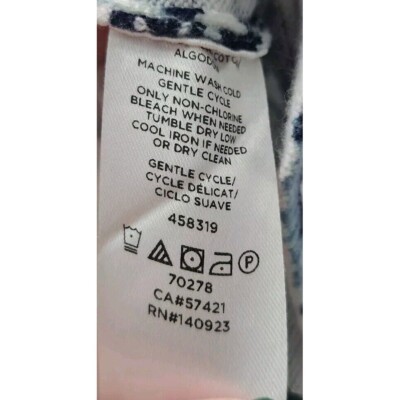 ALGOD
MACHINE WASH COLD
GENTLE CYCLE
ONLY NON-CHLORINE
BLEACH WHEN NEEDED
TUMBLE DRY LOW
COOL IRON IF NEEDED
OR DRY CLEAN
GENTLE CYCLE/
CYCLE DÉLICAT/
CICLO SUAVE
458319
P
70278
CA#57421
RN#140923